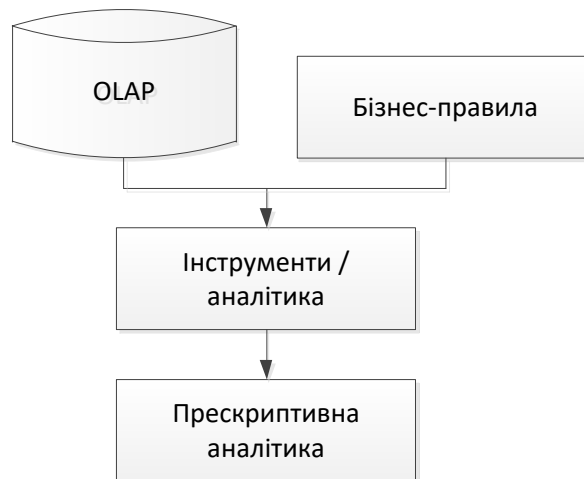 OLAP
Бізнес-правила
Інструменти /
аналітика
Прескриптивна
аналітика